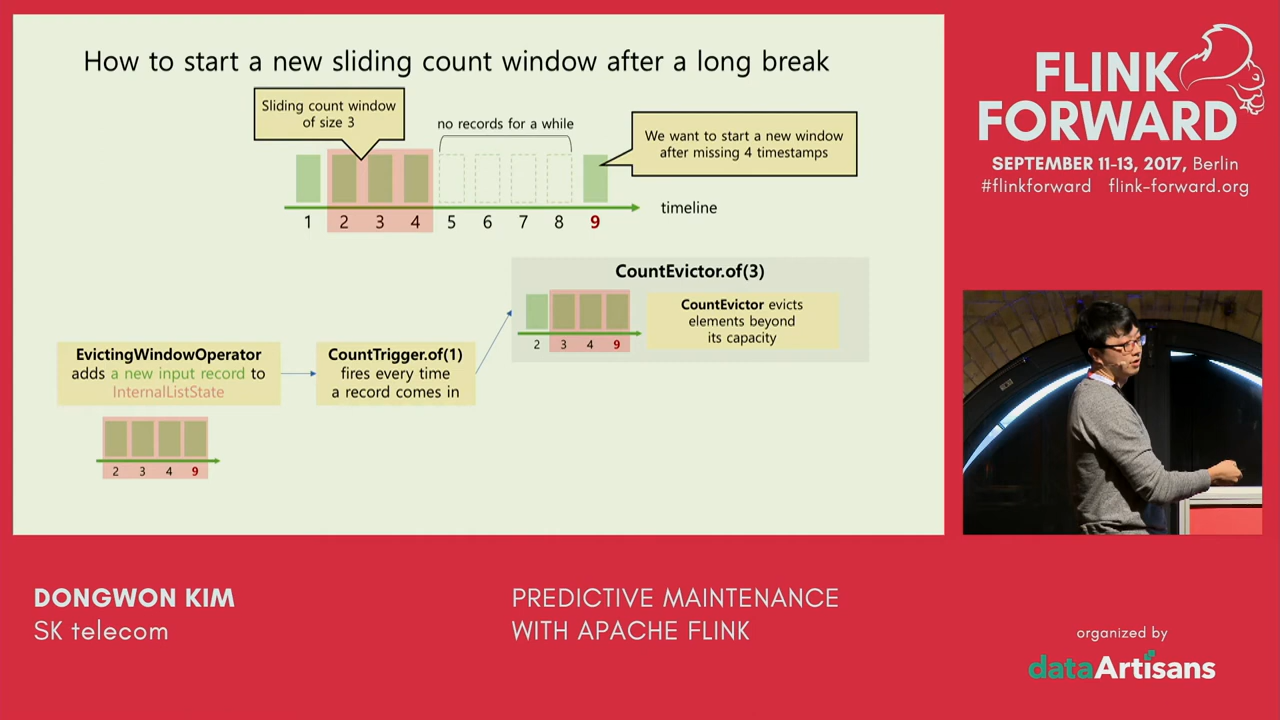 How to start a new sliding count window after a long break
Sliding count window
of size 3
no records for a while
We want to start a new window
after missing 4 timestamps
timeline
1 2 3 4 5 6 7 8 9
CountEvictor.of(3)
CountEvictor evicts
elements beyond
its capacity
2 3 4 9
EvictingWindowOperator
adds a new input record to
InternalListState
CountTrigger.of(1)
fires every time
a record comes in
2 3 4 9
FLINK
FORWARD
SEPTEMBER 11-13, 2017, Berlin
#flinkforward flink-forward.org
DONGWON KIM
SK telecom
PREDICTIVE MAINTENANCE
WITH APACHE FLINK
organized by
dataArtisans